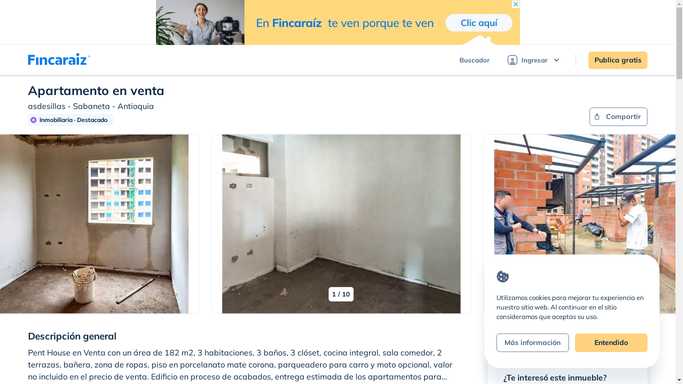 En Fincaraíz te ven porque te ven
Clic aquí
Fincaraíz
Buscador
Ingresar
Publica gratis
Apartamento en venta
asdesillas - Sabaneta - Antioquia
Inmobiliaria · Destacado
Compartir
1 / 10
Descripción general
Pent House en Venta con un área de 182 m2, 3 habitaciones, 3 baños, 3 clóset, cocina integral, sala comedor, 2
terrazas, bañera, zona de ropas, piso en porcelanato mate corona, parqueadero para carro y moto opcional, valor
no incluido en el precio de venta. Edificio en proceso de acabados, entrega estimada de los apartamentos para...
Utilizamos cookies para mejorar tu experiencia en
nuestro sitio web. Al continuar en el sitio
consideramos que aceptas su uso.
Más información
Entendido
¿Te interesó este inmueble?